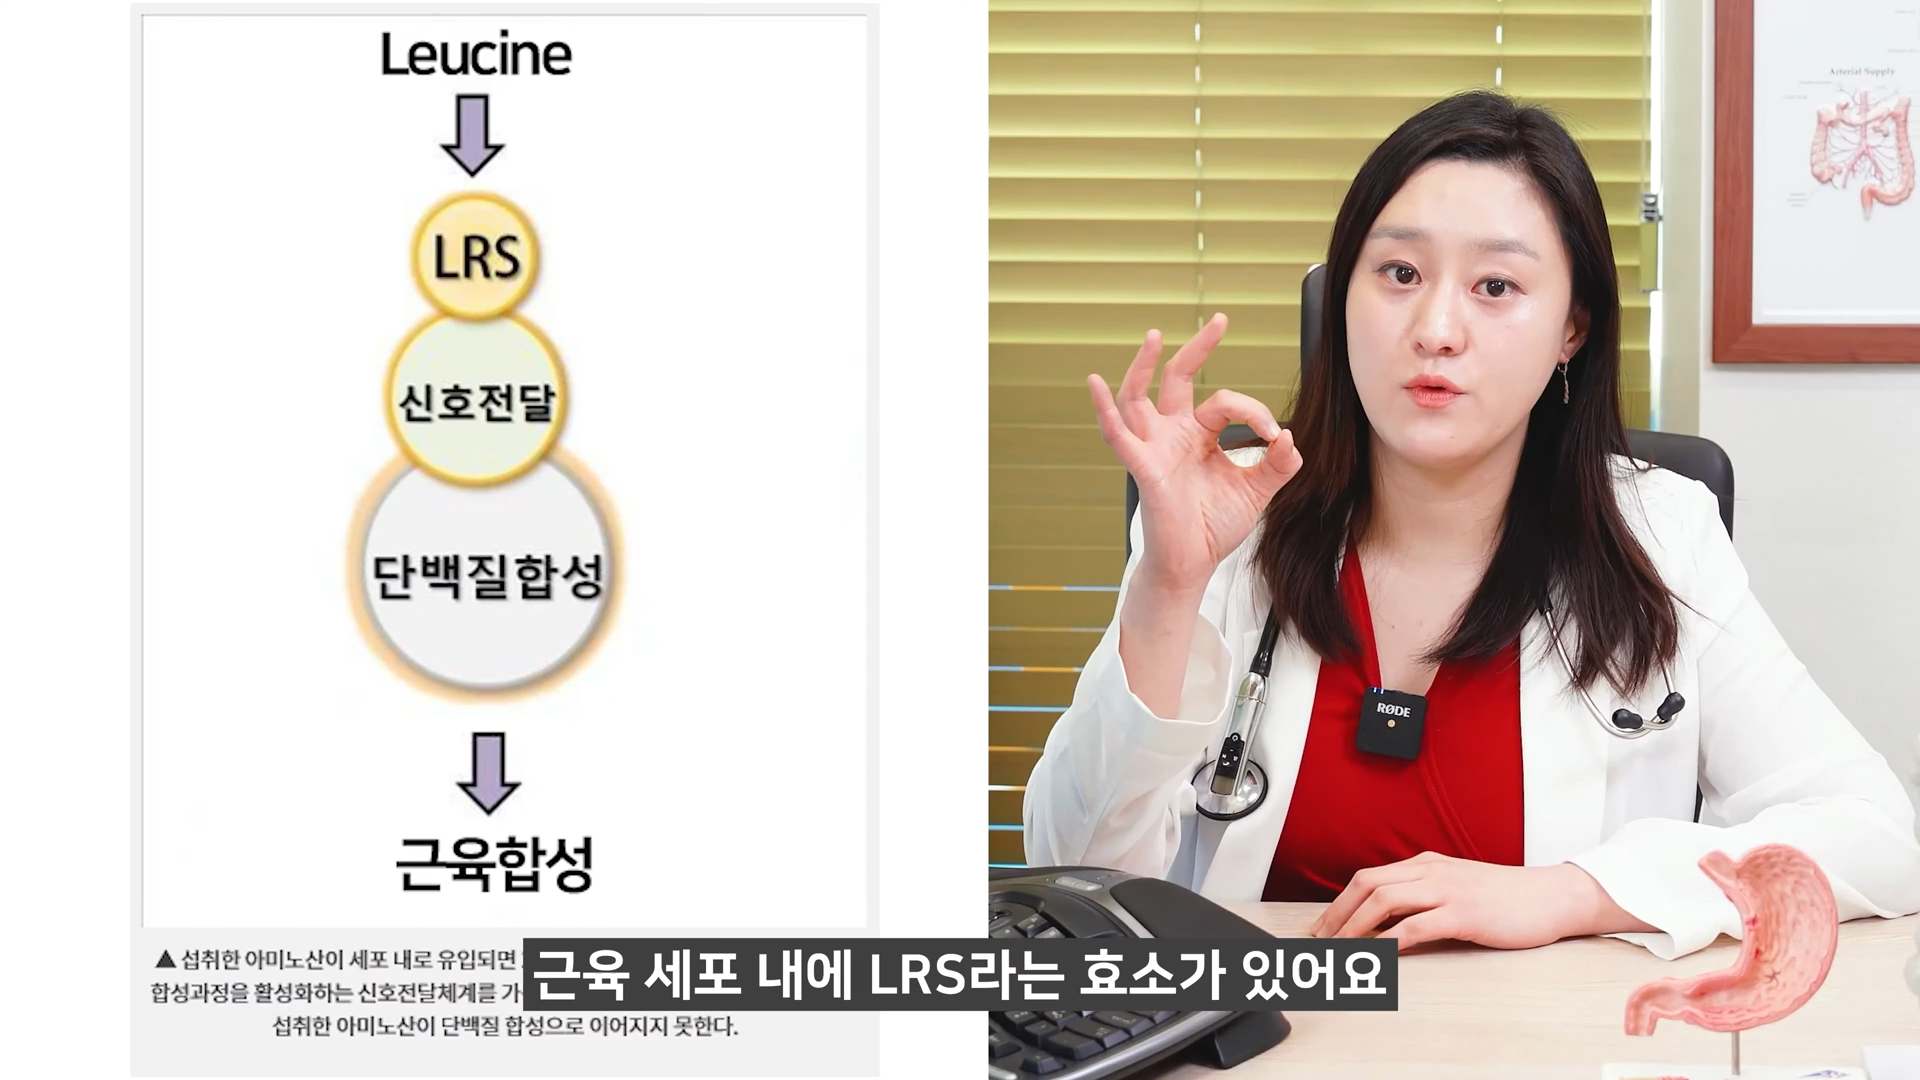 Leucine
LRS
신호전달
단백질합성
근육합성
▲ 섭취한 아미노산이 세포 내로 유입되면
합성과정을 활성화하는 신호전달체계를
섭취한 아미노산이 단백질 합성으로 이어지지 못한다.
근육 세포 내에 LRS라는 효소가 있어요
Arterial Supply
RØDE